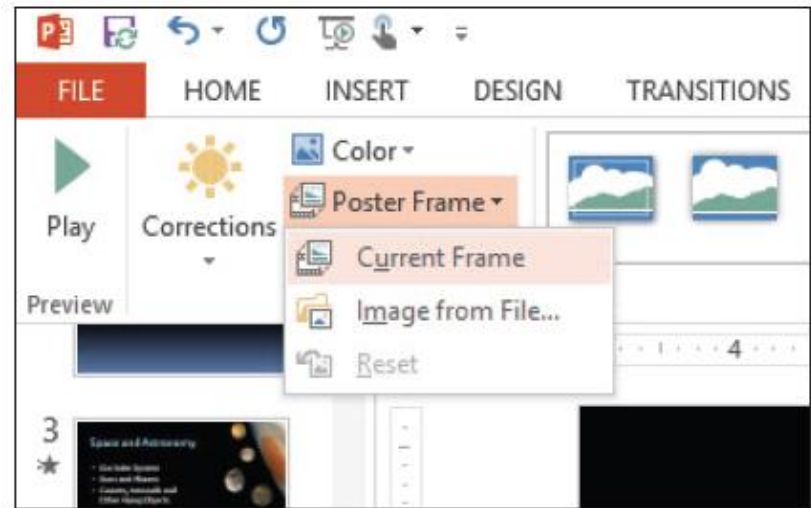 FILE HOME INSERT DESIGN TRANSITIONS
Color
Poster Frame
Play
Corrections
Current Frame
Image from File...
Reset
Preview
4
3
Space and Astronomy